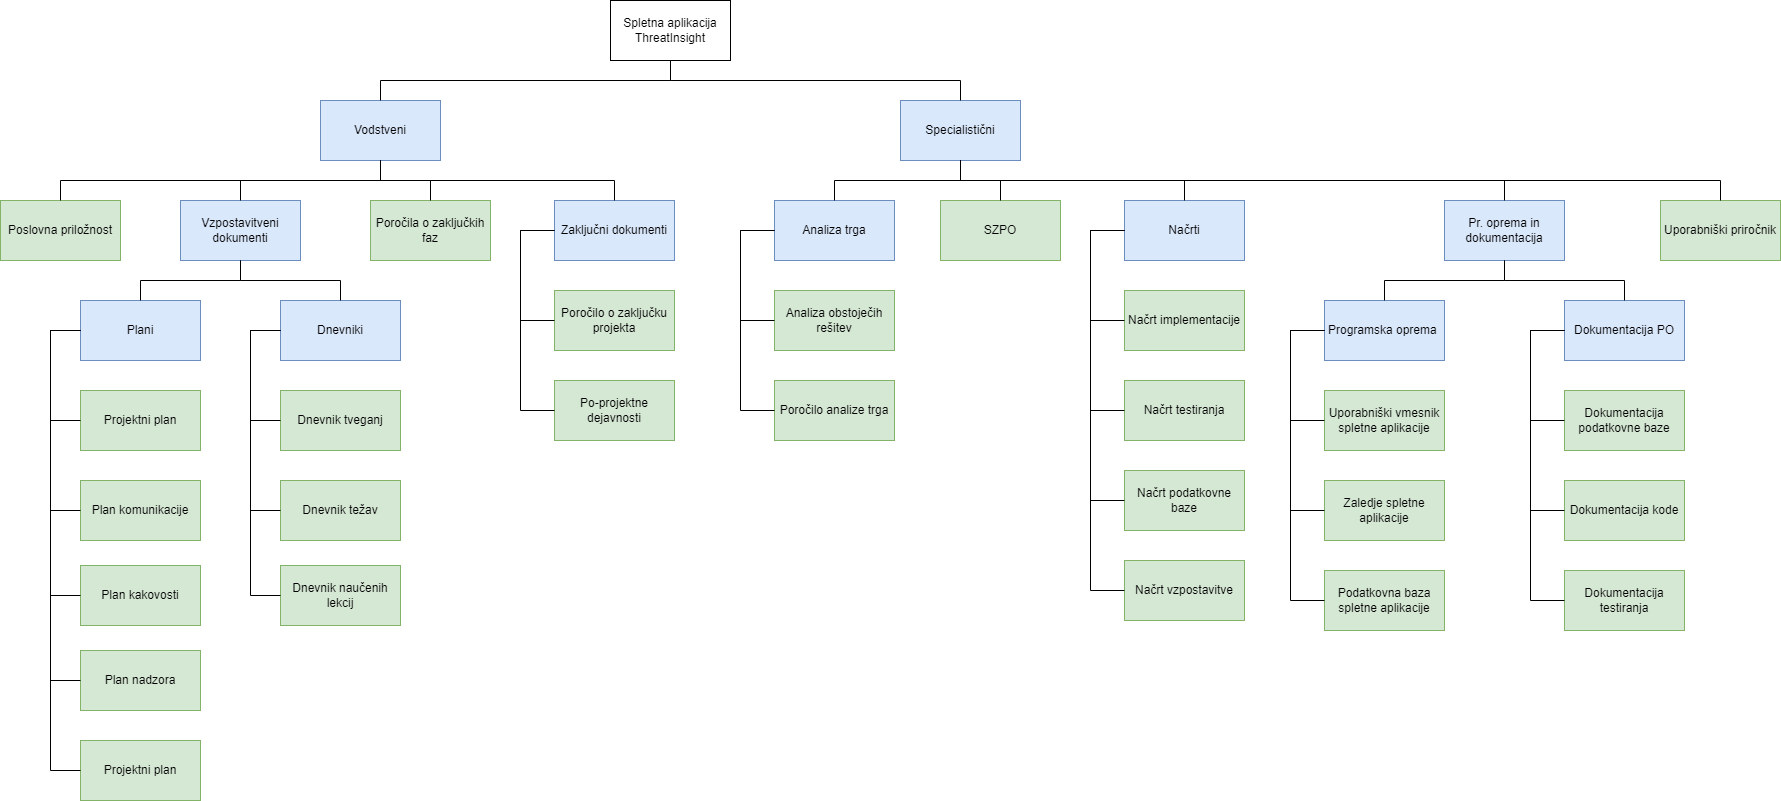 Spletna aplikacija
ThreatInsight
Vodstveni
Specialistični
Poslovna priložnost
Vzpostavitveni
dokumenti
Poročila o zaključkih
faz
Zaključni dokumenti
Analiza trga
SZPO
Načrti
Pr. oprema in
dokumentacija
Uporabniški priročnik
Plani
Dnevniki
Poročilo o zaključku
projekta
Analiza obstoječih
rešitev
Načrt implementacije
Programska oprema
Dokumentacija PO
Projektni plan
Dnevnik tveganj
Po-projektne
dejavnosti
Poročilo analize trga
Načrt testiranja
Uporabniški vmesnik
spletne aplikacije
Dokumentacija
podatkovne baze
Plan komunikacije
Dnevnik težav
Načrt podatkovne
baze
Zaledje spletne
aplikacije
Dokumentacija kode
Plan kakovosti
Dnevnik naučenih
lekcij
Načrt vzpostavitve
Podatkovna baza
spletne aplikacije
Dokumentacija
testiranja
Plan nadzora
Projektni plan